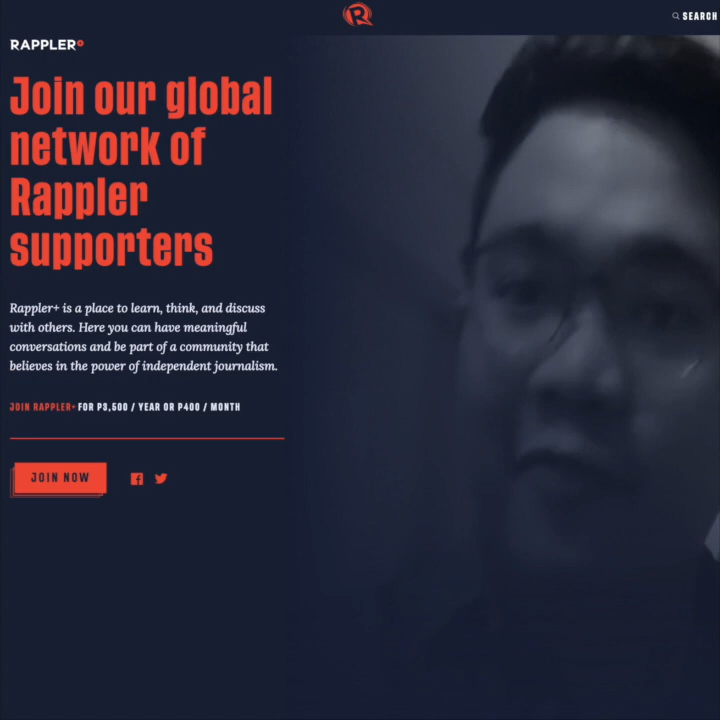 SEARCH
RAPPLER+
Join our global
network of
Rappler
supporters
Rappler+ is a place to learn, think, and discuss
with others. Here you can have meaningful
conversations and be part of a community that
believes in the power of independent journalism.
JOIN RAPPLER+ FOR P3,500 / YEAR OR P400 / MONTH
JOIN NOW